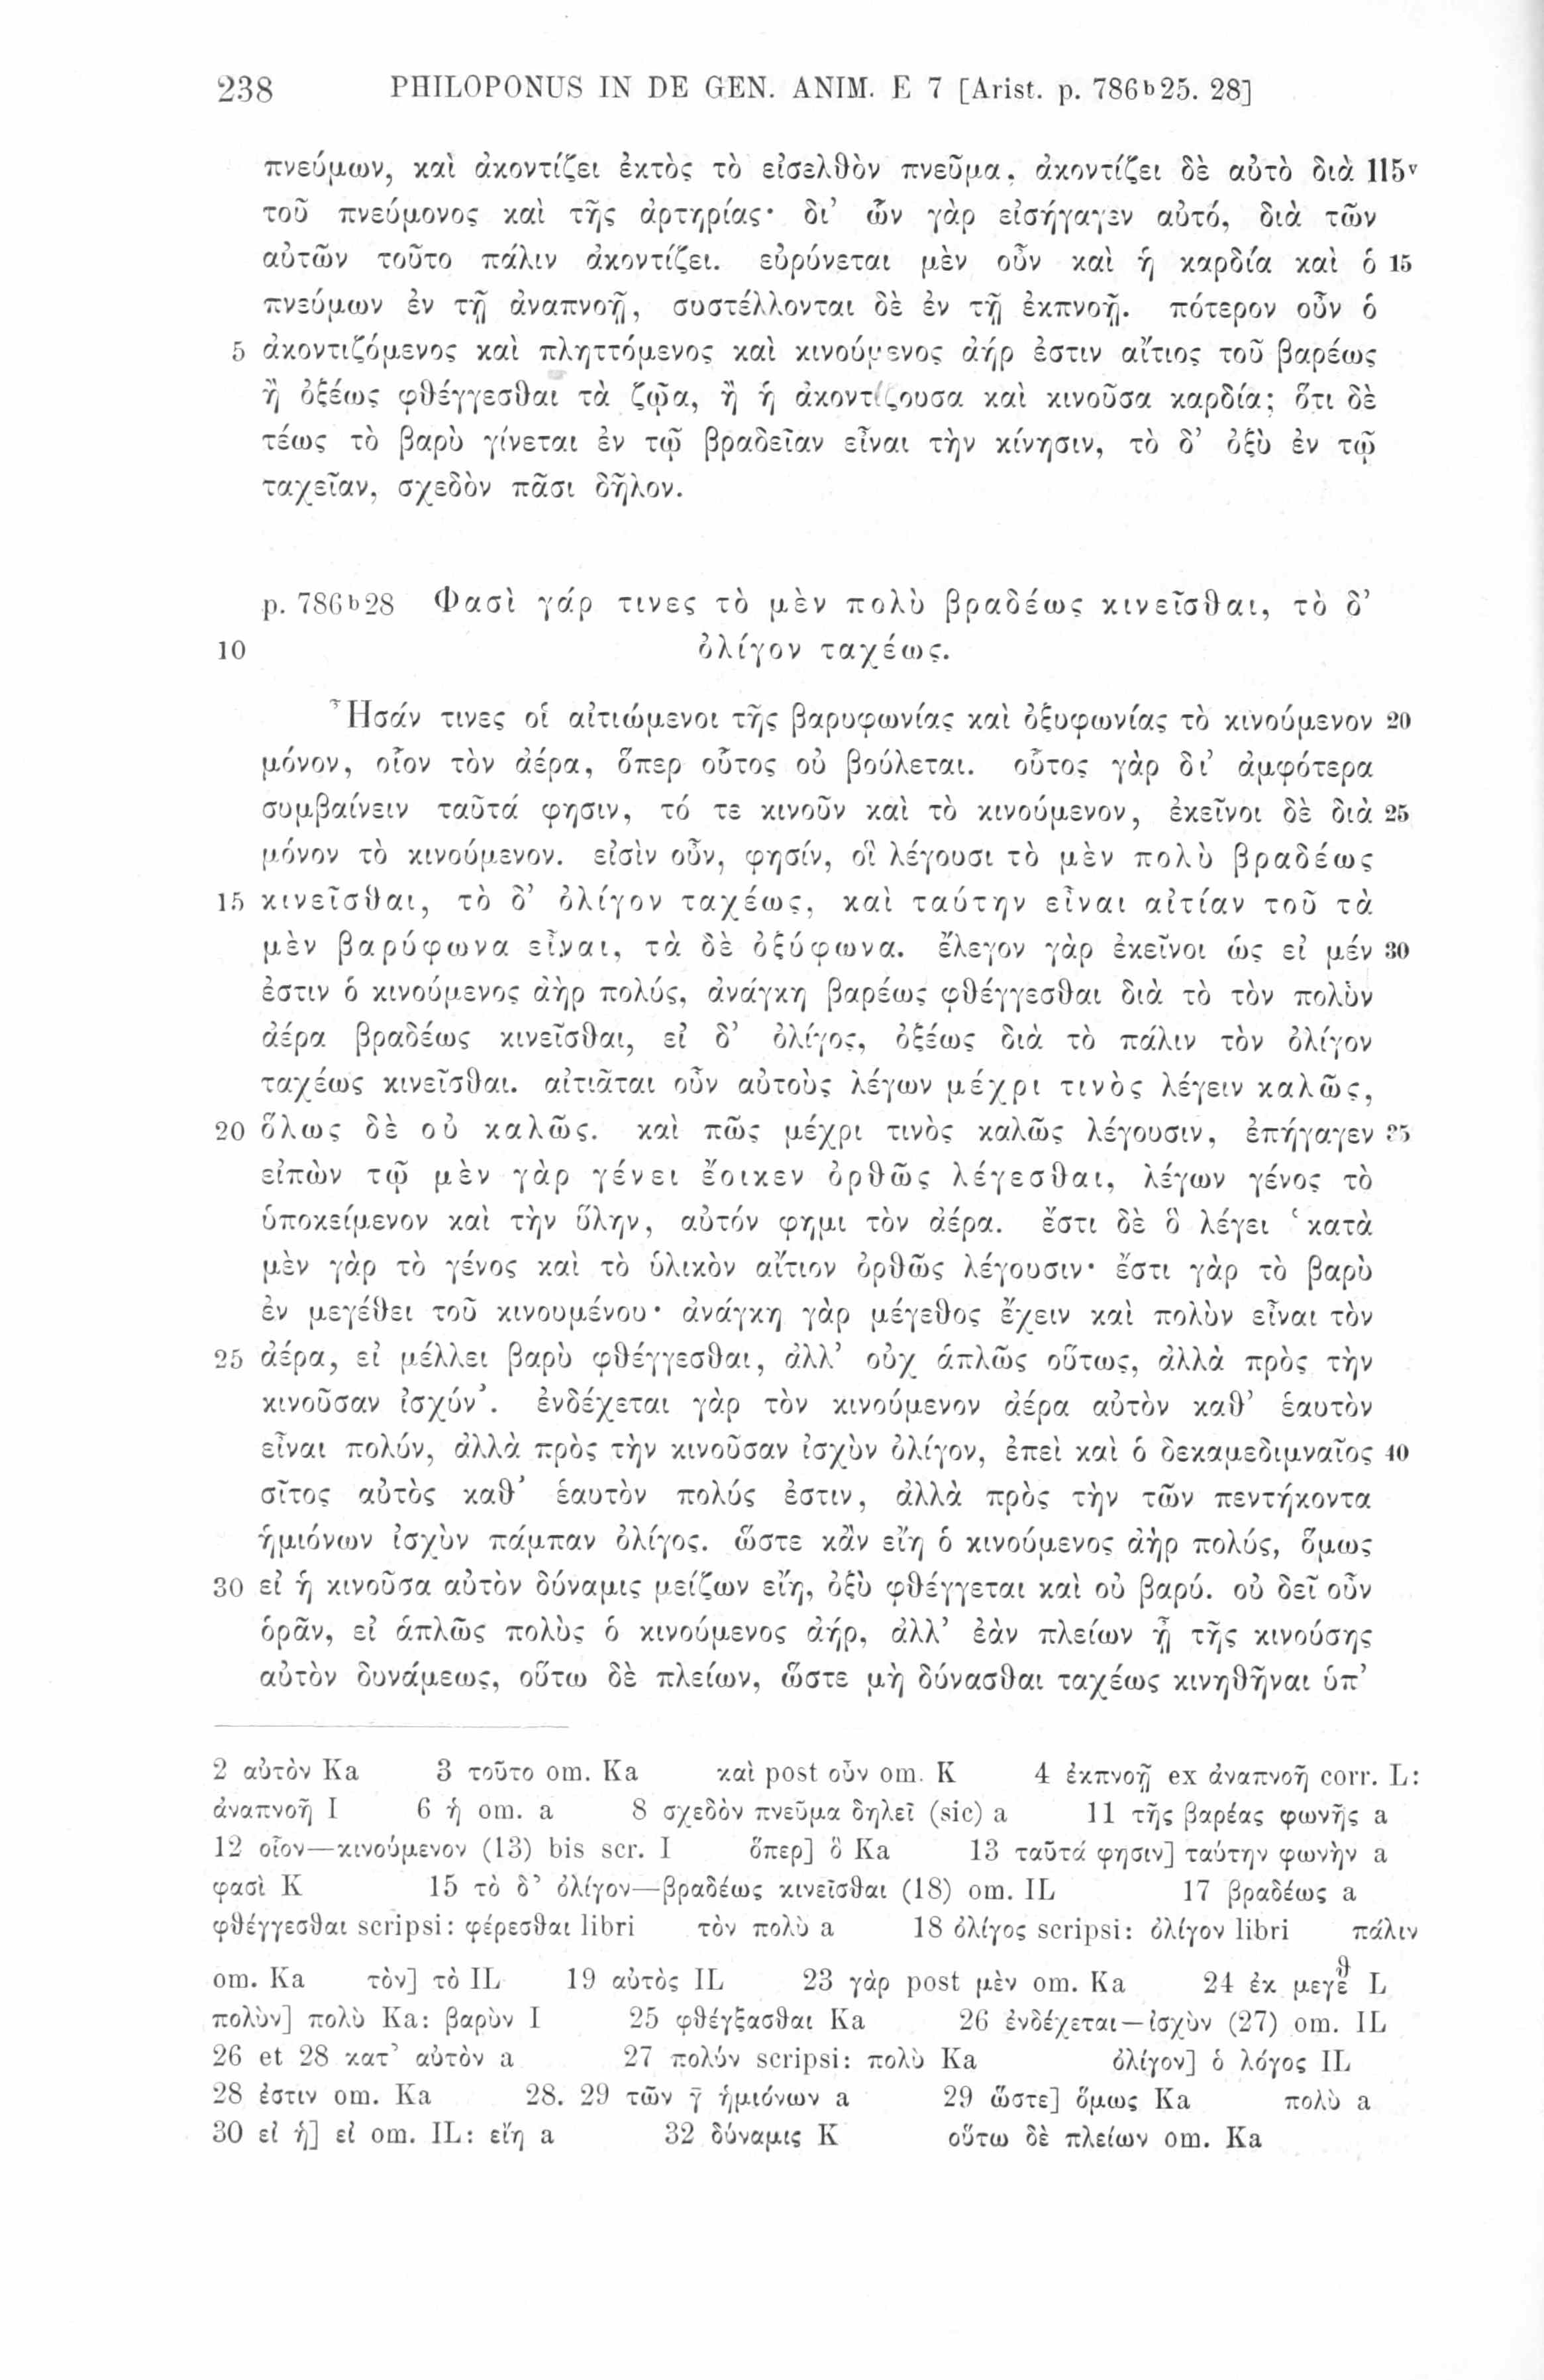 238 PHILOPONUS IN DE GEN. ANIM. E 7 [Arist. p. 786ᵇ25. 28]
πνεύμων, καὶ ἀκοντίζει ἐκτὸς τὸ εἰσελθὸν πνεῦμα. ἀκοντίζει δὲ αὐτὸ διὰ 115ᵛ
τοῦ πνεύμονος καὶ τῆς ἀρτηρίας· δι’ ὧν γὰρ εἰσήγαγεν αὐτό, διὰ τῶν
αὐτῶν τοῦτο πάλιν ἀκοντίζει. εὐρύνεται μὲν οὖν καὶ ἡ καρδία καὶ ὁ 15
πνεύμων ἐν τῇ ἀναπνοῇ, συστέλλονται δὲ ἐν τῇ ἐκπνοῇ. πότερον οὖν ὁ
5 ἀκοντιζόμενος καὶ πληττόμενος καὶ κινούμενος ἀήρ ἐστιν αἴτιος τοῦ βαρέως
ἢ ὀξέως φθέγγεσθαι τὰ ζῷα, ἢ ἡ ἀκοντίζουσα καὶ κινοῦσα καρδία; ὅτι δὲ
τέως τὸ βαρὺ γίνεται ἐν τῷ βραδεῖαν εἶναι τὴν κίνησιν, τὸ δ’ ὀξὺ ἐν τῷ
ταχεῖαν, σχεδὸν πᾶσι δῆλον.
p. 786ᵇ28 Φασὶ γάρ τινες τὸ μὲν πολὺ βραδέως κινεῖσθαι, τὸ δ’
10 ὀλίγον ταχέως.
Ἦσάν τινες οἱ αἰτιώμενοι τῆς βαρυφωνίας καὶ ὀξυφωνίας τὸ κινούμενον 20
μόνον, οἷον τὸν ἀέρα, ὅπερ οὗτος οὐ βούλεται. οὗτος γὰρ δι’ ἀμφότερα
συμβαίνειν ταῦτά φησιν, τό τε κινοῦν καὶ τὸ κινούμενον, ἐκεῖνοι δὲ διὰ 25
μόνον τὸ κινούμενον. εἰσὶν οὖν, φησίν, οἳ λέγουσι τὸ μὲν πολὺ βραδέως
15 κινεῖσθαι, τὸ δ’ ὀλίγον ταχέως, καὶ ταύτην εἶναι αἰτίαν τοῦ τὰ
μὲν βαρύφωνα εἶναι, τὰ δὲ ὀξύφωνα. ἔλεγον γὰρ ἐκεῖνοι ὡς εἰ μέν 30
ἐστιν ὁ κινούμενος ἀὴρ πολύς, ἀνάγκη βαρέως φθέγγεσθαι διὰ τὸ τὸν πολὺν
ἀέρα βραδέως κινεῖσθαι, εἰ δ’ ὀλίγος, ὀξέως διὰ τὸ πάλιν τὸν ὀλίγον
ταχέως κινεῖσθαι. αἰτιᾶται οὖν αὐτοὺς λέγων μέχρι τινὸς λέγειν καλῶς,
20 ὅλως δὲ οὐ καλῶς. καὶ πῶς μέχρι τινὸς καλῶς λέγουσιν, ἐπήγαγεν 35
εἰπὼν τῷ μὲν γὰρ γένει ἔοικεν ὀρθῶς λέγεσθαι, λέγων γένος τὸ
ὑποκείμενον καὶ τὴν ὕλην, αὐτόν φημι τὸν ἀέρα. ἔστι δὲ ὃ λέγει ‘κατὰ
μὲν γὰρ τὸ γένος καὶ τὸ ὑλικὸν αἴτιον ὀρθῶς λέγουσιν· ἔστι γὰρ τὸ βαρὺ
ἐν μεγέθει τοῦ κινουμένου· ἀνάγκη γὰρ μέγεθος ἔχειν καὶ πολὺν εἶναι τὸν
25 ἀέρα, εἰ μέλλει βαρὺ φθέγγεσθαι, ἀλλ’ οὐχ ἁπλῶς οὕτως, ἀλλὰ πρὸς τὴν
κινοῦσαν ἰσχύν’. ἐνδέχεται γὰρ τὸν κινούμενον ἀέρα αὐτὸν καθ’ ἑαυτὸν
εἶναι πολύν, ἀλλὰ πρὸς τὴν κινοῦσαν ἰσχὺν ὀλίγον, ἐπεὶ καὶ ὁ δεκαμεδιμναῖος 40
σῖτος αὐτὸς καθ’ ἑαυτὸν πολύς ἐστιν, ἀλλὰ πρὸς τὴν τῶν πεντήκοντα
ἡμιόνων ἰσχὺν πάμπαν ὀλίγος. ὥστε κἂν εἴη ὁ κινούμενος ἀὴρ πολύς, ὅμως
30 εἰ ἡ κινοῦσα αὐτὸν δύναμις μείζων εἴη, ὀξὺ φθέγγεται καὶ οὐ βαρύ. οὐ δεῖ οὖν
ὁρᾶν, εἰ ἁπλῶς πολὺς ὁ κινούμενος ἀήρ, ἀλλ’ ἐὰν πλείων ᾖ τῆς κινούσης
αὐτὸν δυνάμεως, οὕτω δὲ πλείων, ὥστε μὴ δύνασθαι ταχέως κινηθῆναι ὑπ’
2 αὐτὸν Ka 3 τοῦτο om. Ka καὶ post οὖν om. K 4 ἐκπνοῇ ex ἀναπνοῇ corr. L:
ἀναπνοῇ I 6 ἡ om. a 8 σχεδὸν πνεῦμα δηλεῖ (sic) a 11 τῆς βαρέας φωνῆς a
12 οἷον—κινούμενον (13) bis scr. I ὅπερ] ὃ Ka 13 ταῦτά φησιν] ταύτην φωνὴν a
φασὶ K 15 τὸ δ’ ὀλίγον—βραδέως κινεῖσθαι (18) om. IL 17 βραδέως a
φθέγγεσθαι scripsi: φέρεσθαι libri τὸν πολὺ a 18 ὀλίγος scripsi: ὀλίγον libri πάλιν
om. Ka τὸν] τὸ IL 19 αὐτὸς IL 23 γὰρ post μὲν om. Ka 24 ἐκ μεγεθ L
πολὺν] πολὺ Ka: βαρὺν I 25 φθέγξασθαι Ka 26 ἐνδέχεται—ἰσχὺν (27) om. IL
26 et 28 κατ’ αὐτὸν a 27 πολύν scripsi: πολὺ Ka ὀλίγον] ὁ λόγος IL
28 ἐστιν om. Ka 28. 29 τῶν γ̄ ἡμιόνων a 29 ὥστε] ὅμως Ka πολὺ a
30 εἰ ἡ] εἰ om. IL: εἴη a 32 δύναμις K οὕτω δὲ πλείων om. Ka